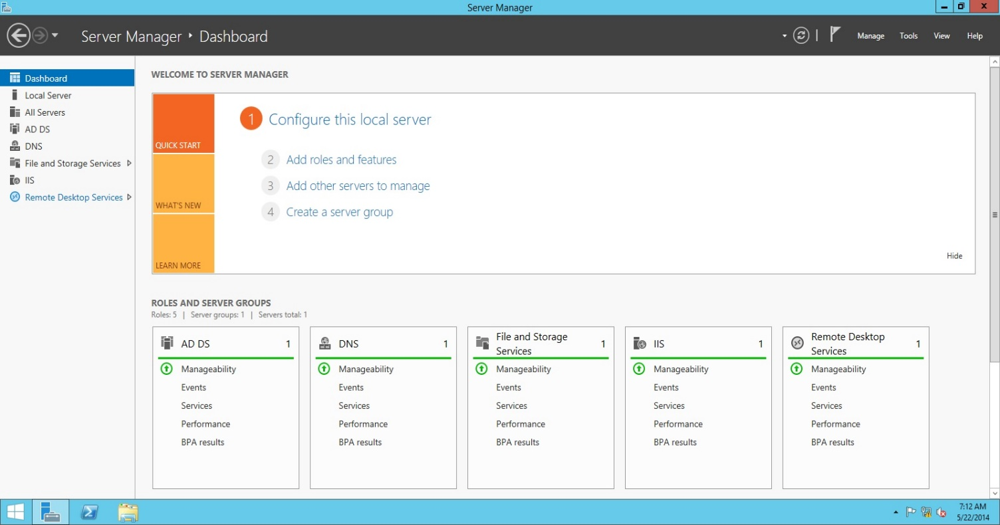 Server Manager
Server Manager ‣ Dashboard
Manage Tools View Help
Dashboard
Local Server
All Servers
AD DS
DNS
File and Storage Services
IIS
Remote Desktop Services
WELCOME TO SERVER MANAGER
QUICK START
WHAT'S NEW
LEARN MORE
1 Configure this local server
2 Add roles and features
3 Add other servers to manage
4 Create a server group
Hide
ROLES AND SERVER GROUPS
Roles: 5 | Server groups: 1 | Servers total: 1
AD DS 1
Manageability
Events
Services
Performance
BPA results
DNS 1
Manageability
Events
Services
Performance
BPA results
File and Storage
Services 1
Manageability
Events
Services
Performance
BPA results
IIS 1
Manageability
Events
Services
Performance
BPA results
Remote Desktop
Services 1
Manageability
Events
Services
Performance
BPA results
7:12 AM
5/22/2014